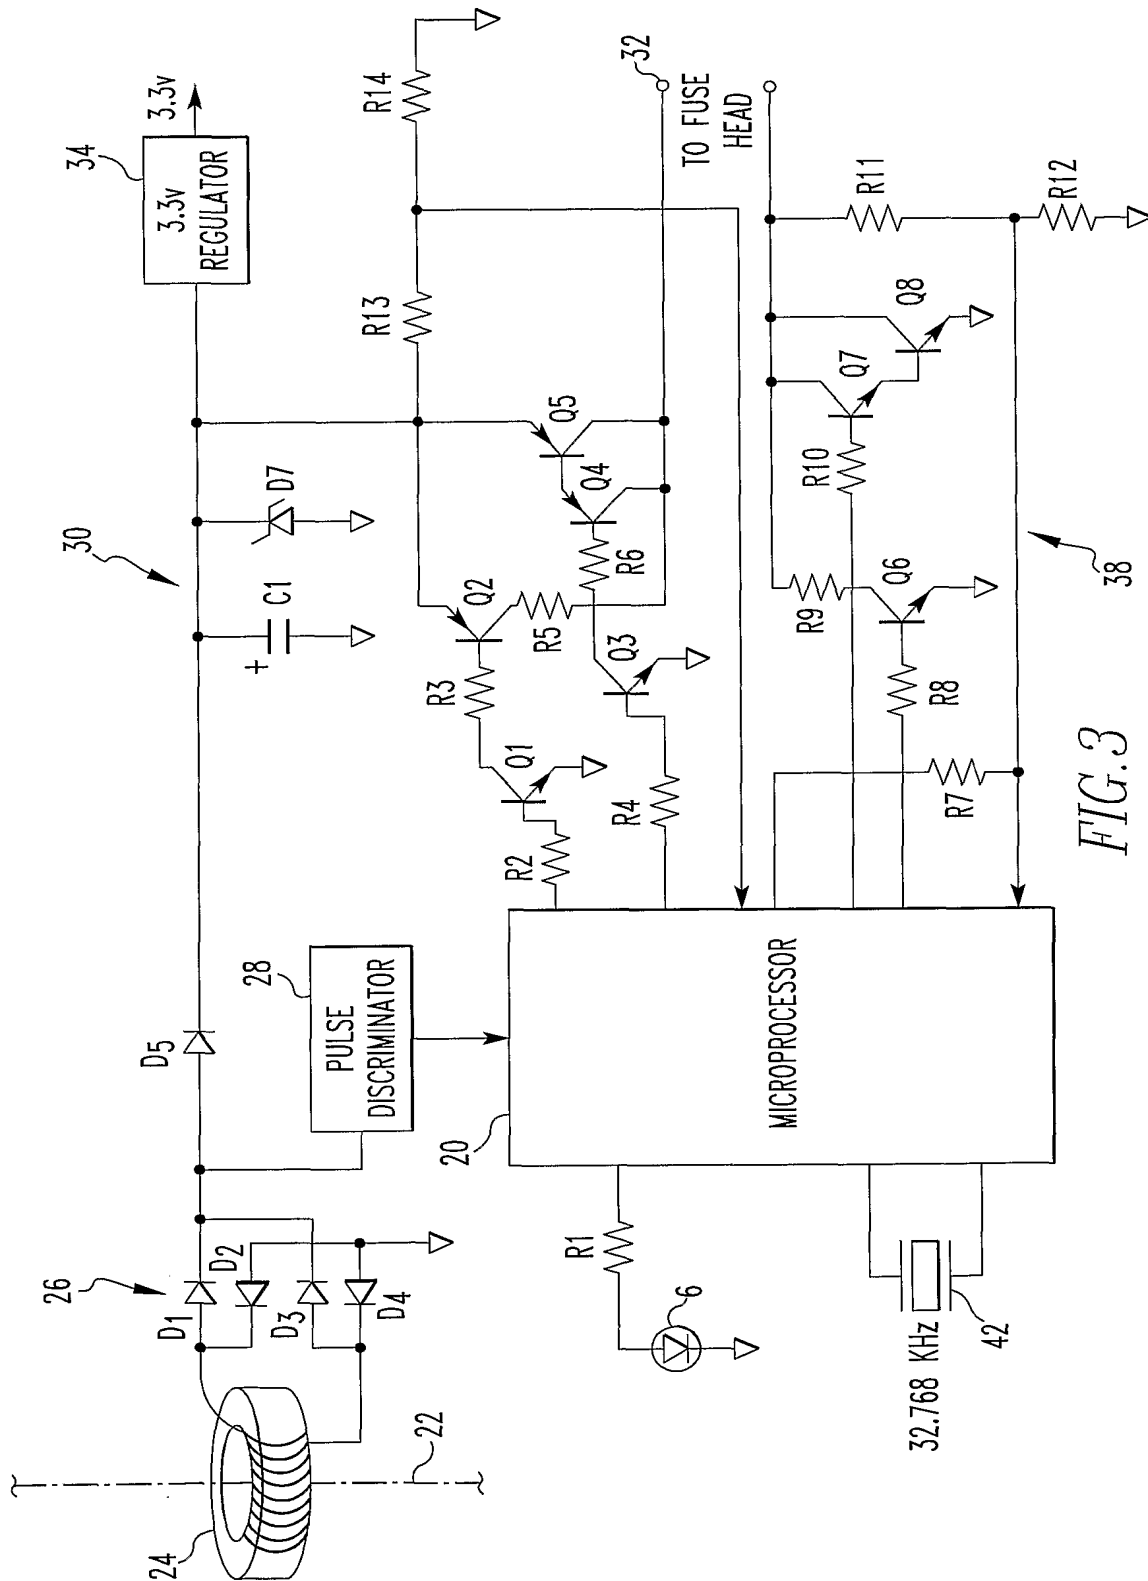 24
22
26
D1
D2
D3
D4
D5
28
PULSE
DISCRIMINATOR
30
+
C1
D7
34
3.3v
REGULATOR
3.3v
R13
R14
R2
Q1
R3
Q2
R5
R4
Q3
R6
Q4
Q5
32
TO FUSE
HEAD
20
MICROPROCESSOR
R1
6
32.768 KHz
42
R7
R8
Q6
R9
R10
Q7
Q8
R11
R12
38
FIG.3